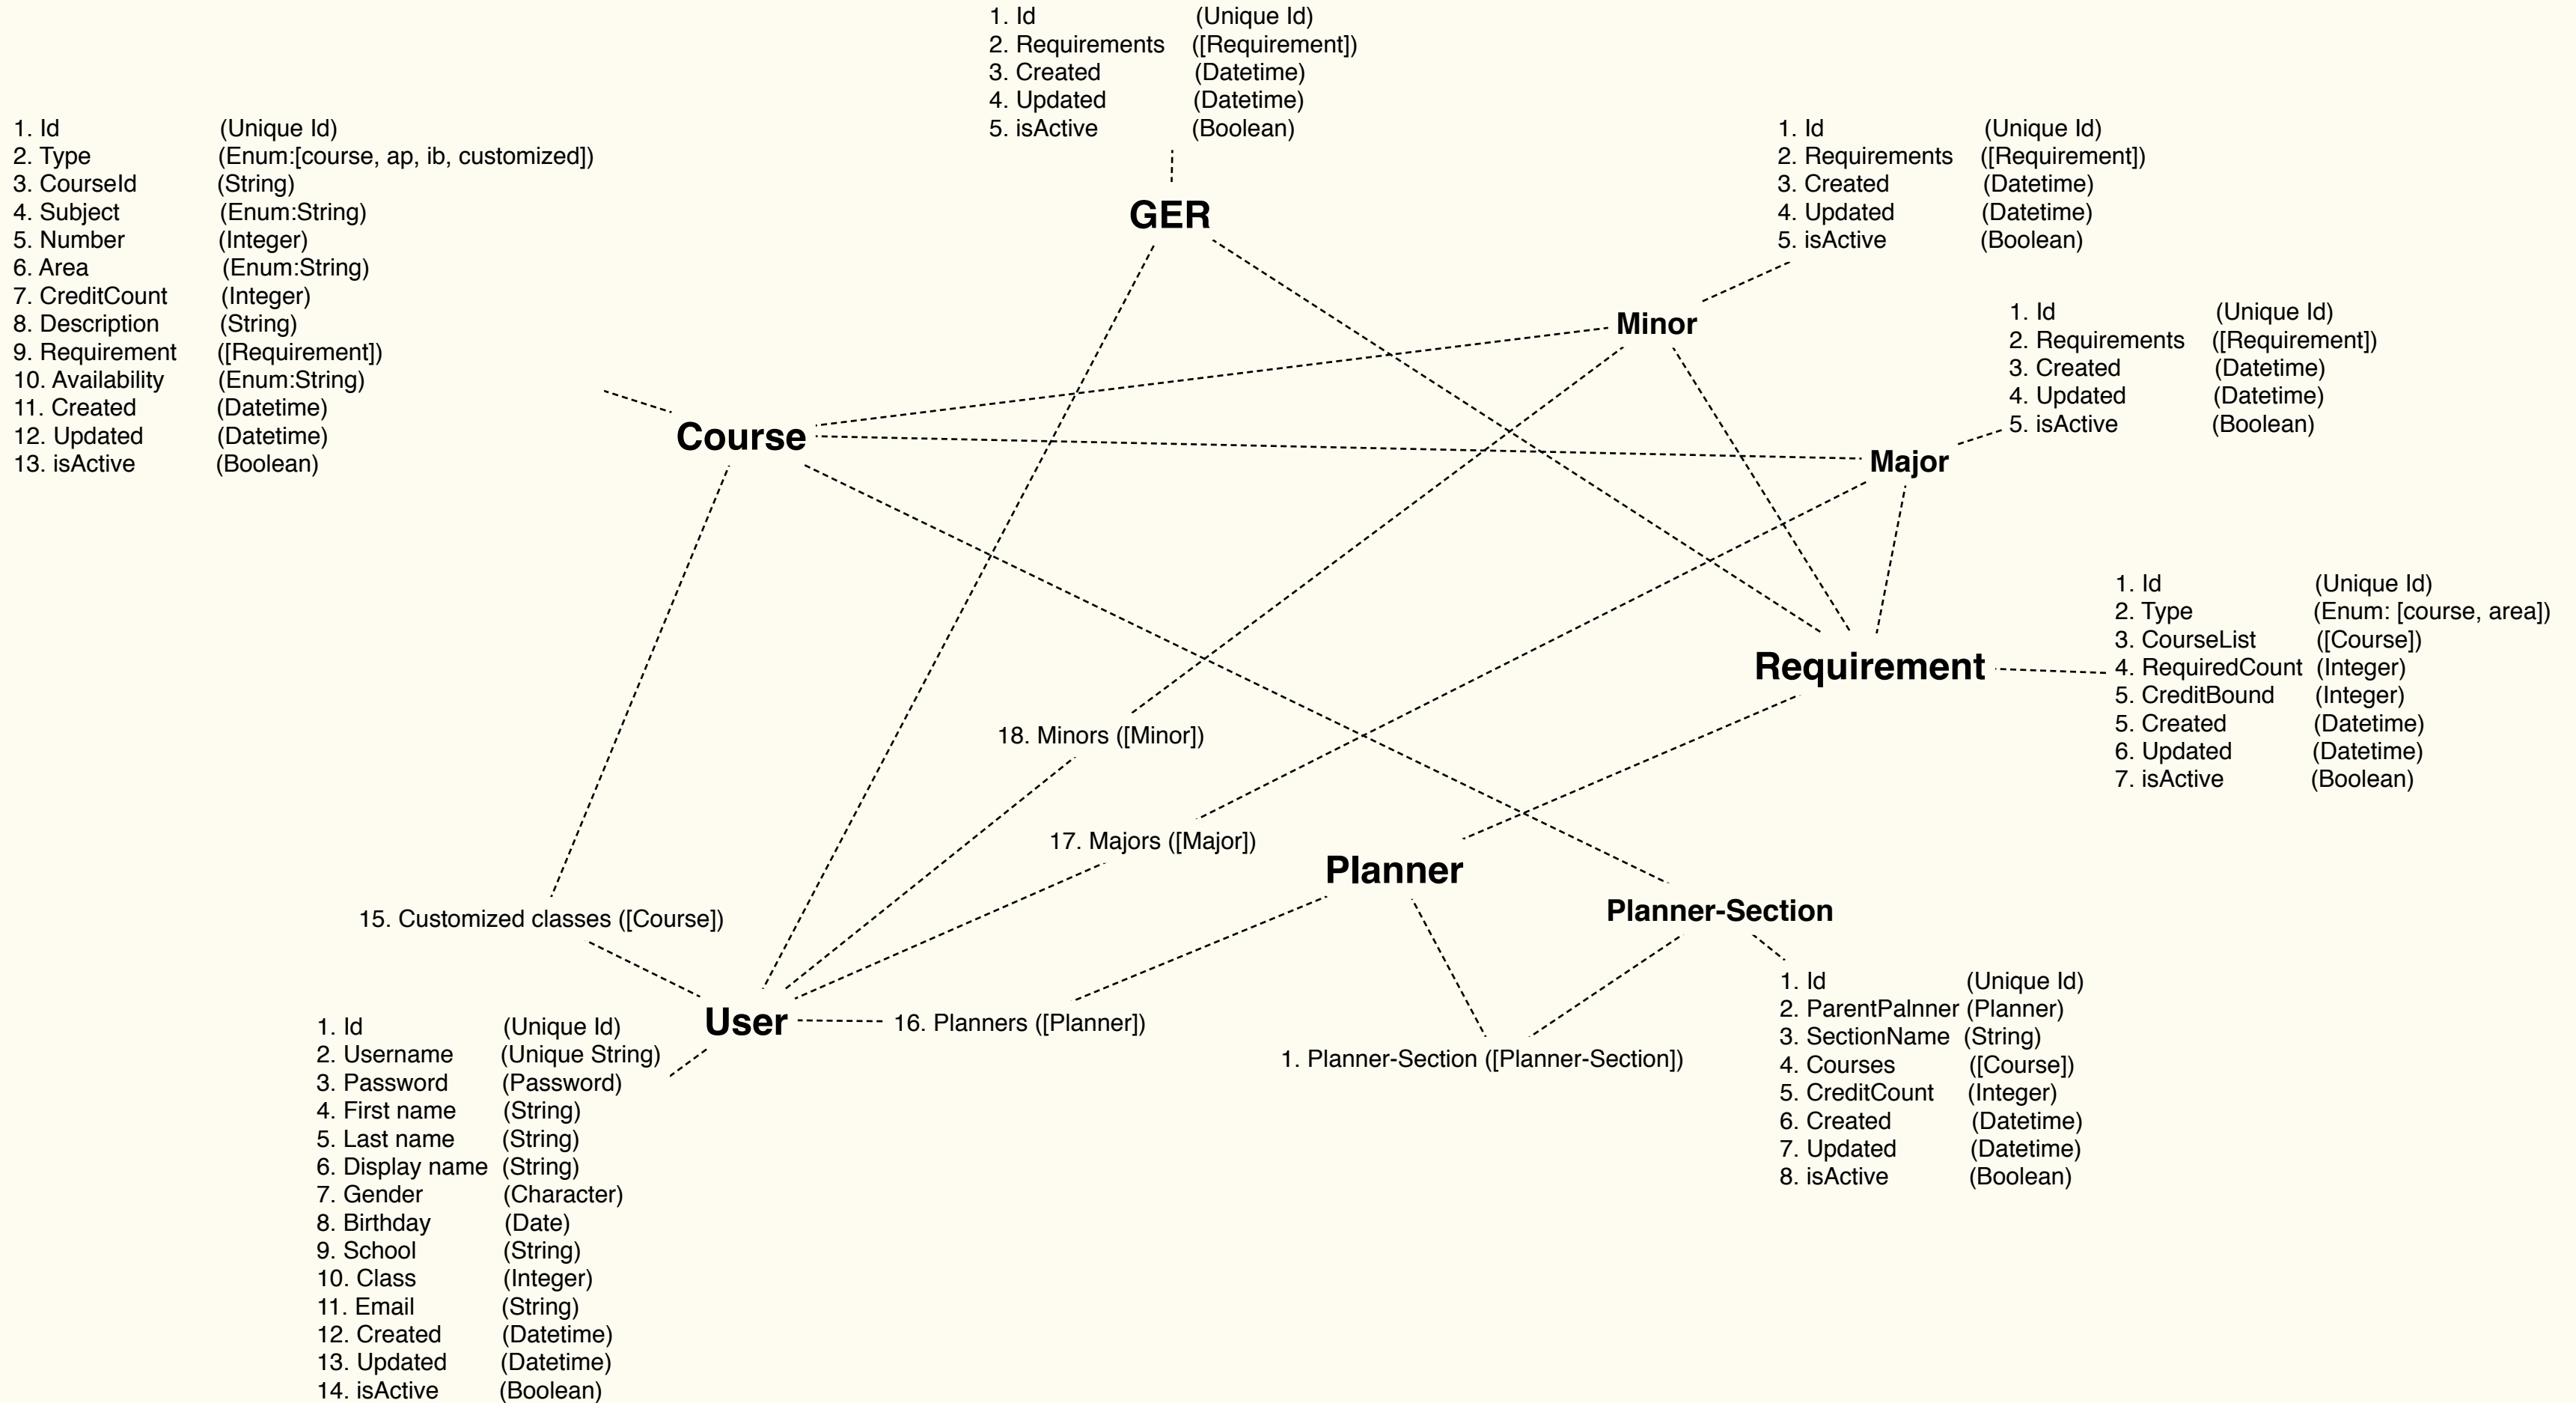 1. Id (Unique Id)
2. Requirements ([Requirement])
3. Created (Datetime)
4. Updated (Datetime)
5. isActive (Boolean)
GER
1. Id (Unique Id)
2. Type (Enum:[course, ap, ib, customized])
3. CourseId (String)
4. Subject (Enum:String)
5. Number (Integer)
6. Area (Enum:String)
7. CreditCount (Integer)
8. Description (String)
9. Requirement ([Requirement])
10. Availability (Enum:String)
11. Created (Datetime)
12. Updated (Datetime)
13. isActive (Boolean)
Course
1. Id (Unique Id)
2. Requirements ([Requirement])
3. Created (Datetime)
4. Updated (Datetime)
5. isActive (Boolean)
Minor
1. Id (Unique Id)
2. Requirements ([Requirement])
3. Created (Datetime)
4. Updated (Datetime)
5. isActive (Boolean)
Major
1. Id (Unique Id)
2. Type (Enum: [course, area])
3. CourseList ([Course])
4. RequiredCount (Integer)
5. CreditBound (Integer)
5. Created (Datetime)
6. Updated (Datetime)
7. isActive (Boolean)
Requirement
18. Minors ([Minor])
17. Majors ([Major])
Planner
Planner-Section
15. Customized classes ([Course])
User
16. Planners ([Planner])
1. Planner-Section ([Planner-Section])
1. Id (Unique Id)
2. ParentPalnner (Planner)
3. SectionName (String)
4. Courses ([Course])
5. CreditCount (Integer)
6. Created (Datetime)
7. Updated (Datetime)
8. isActive (Boolean)
1. Id (Unique Id)
2. Username (Unique String)
3. Password (Password)
4. First name (String)
5. Last name (String)
6. Display name (String)
7. Gender (Character)
8. Birthday (Date)
9. School (String)
10. Class (Integer)
11. Email (String)
12. Created (Datetime)
13. Updated (Datetime)
14. isActive (Boolean)